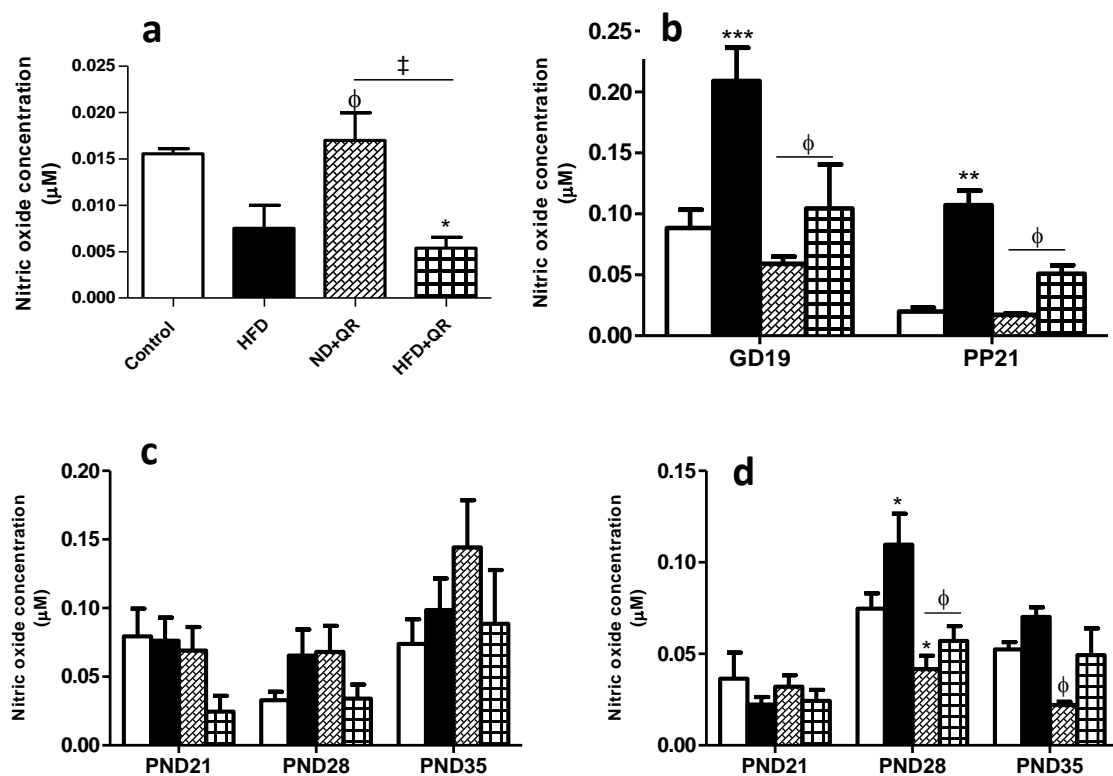 a
Nitric oxide concentration
(µM)
0.025
0.020
0.015
0.010
0.005
0.000
‡
ϕ
*
Control
HFD
ND+QR
HFD+QR
b
Nitric oxide concentration
(µM)
0.25
0.20
0.15
0.10
0.05
0.00
***
ϕ
**
ϕ
GD19
PP21
c
Nitric oxide concentration
(µM)
0.20
0.15
0.10
0.05
0.00
PND21
PND28
PND35
d
Nitric oxide concentration
(µM)
0.15
0.10
0.05
0.00
*
ϕ
*
ϕ
PND21
PND28
PND35